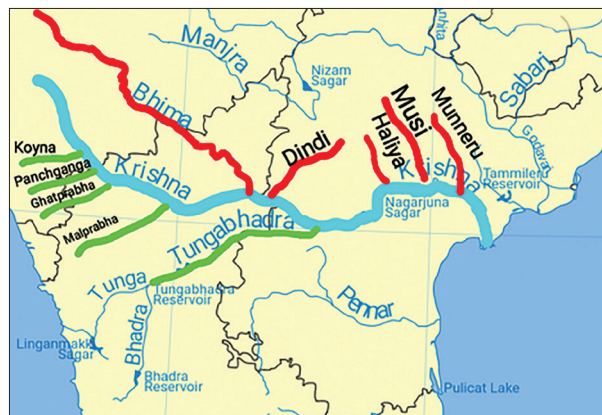 Manjra
Sabari
Nizam
Sagar
Bhima
Koyna
Panchganga
Ghatprabha
Malprabha
Krishna
Dindi
Haliya
Musi
Munneru
Krishna
Godavari
Tammileru
Reservoir
Nagarjuna
Sagar
Tungabhadra
Tunga
Tungabhadra
Reservoir
Bhadra
Linganmakki
Sagar
Bhadra
Reservoir
Pennar
Pulicat Lake